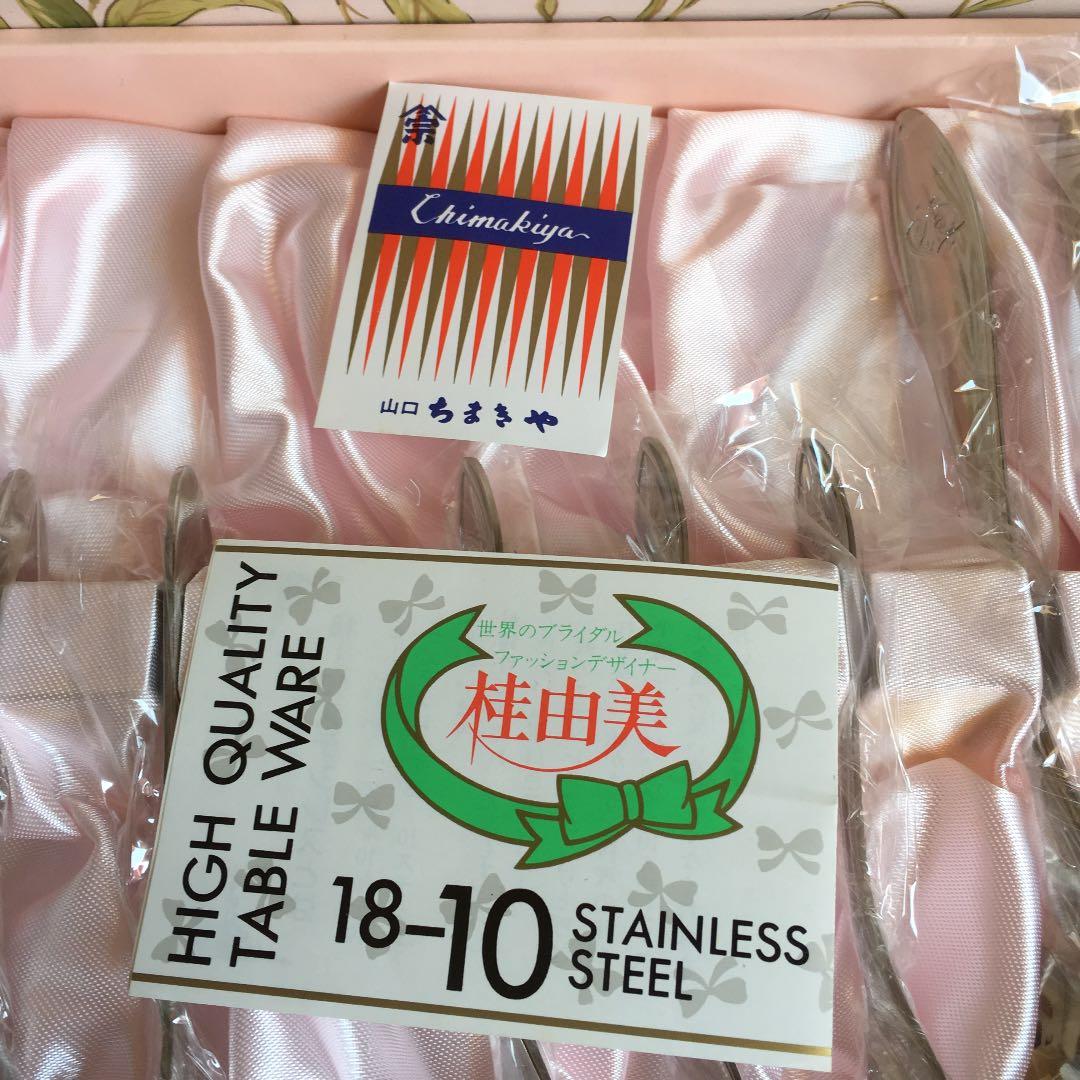 Chimakiya
山口 ちまきや
HIGH QUALITY
TABLE WARE
世界のブライダル
ファッションデザイナー
桂由美
18-10 STAINLESS
STEEL